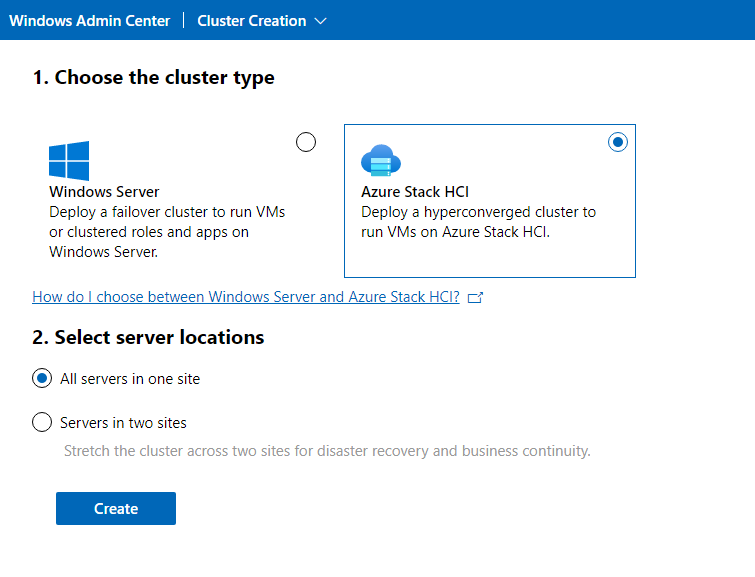 Windows Admin Center | Cluster Creation
1. Choose the cluster type
Windows Server
Deploy a failover cluster to run VMs
or clustered roles and apps on
Windows Server.
Azure Stack HCI
Deploy a hyperconverged cluster to
run VMs on Azure Stack HCI.
How do I choose between Windows Server and Azure Stack HCI?
2. Select server locations
All servers in one site
Servers in two sites
Stretch the cluster across two sites for disaster recovery and business continuity.
Create